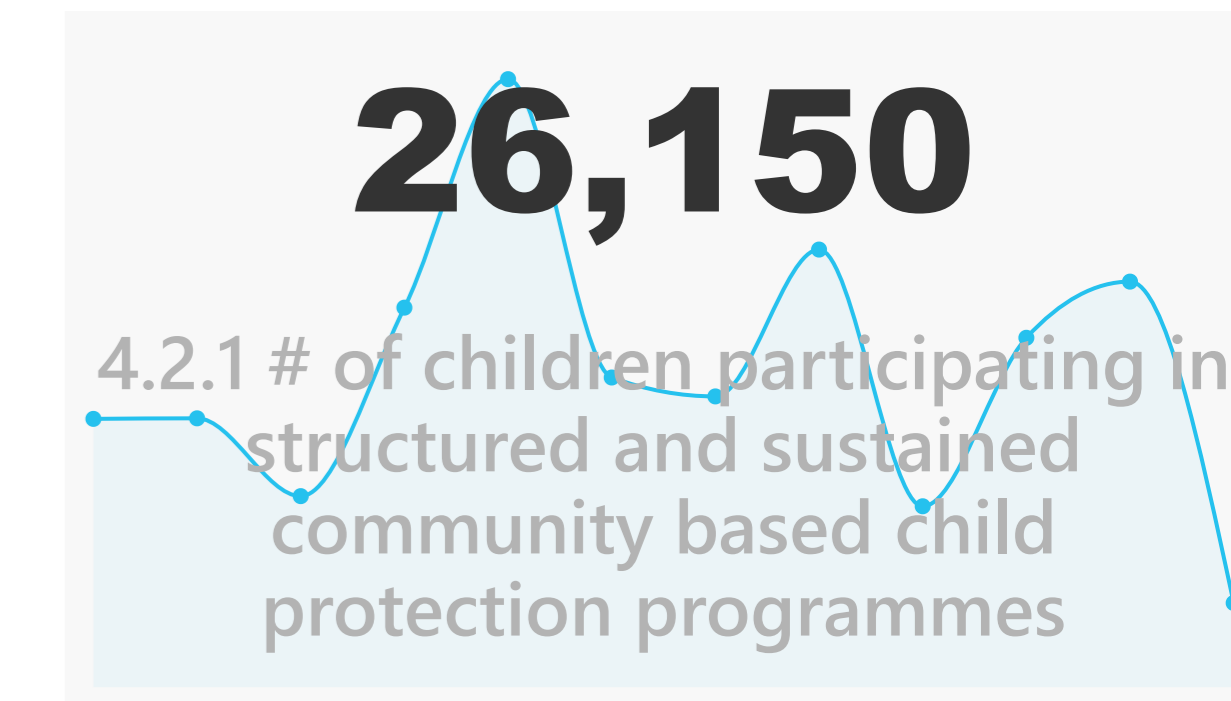 26,150
4.2.1 # of children participating in
structured and sustained
community based child
protection programmes